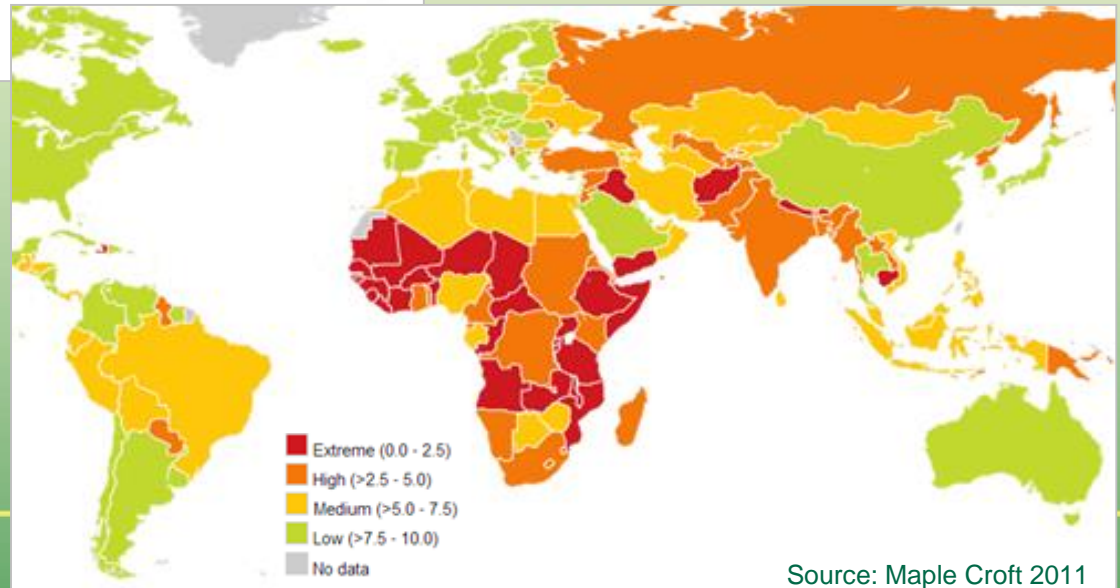 Extreme (0.0 - 2.5)
High (>2.5 - 5.0)
Medium (>5.0 - 7.5)
Low (>7.5 - 10.0)
No data
Source: Maple Croft 2011